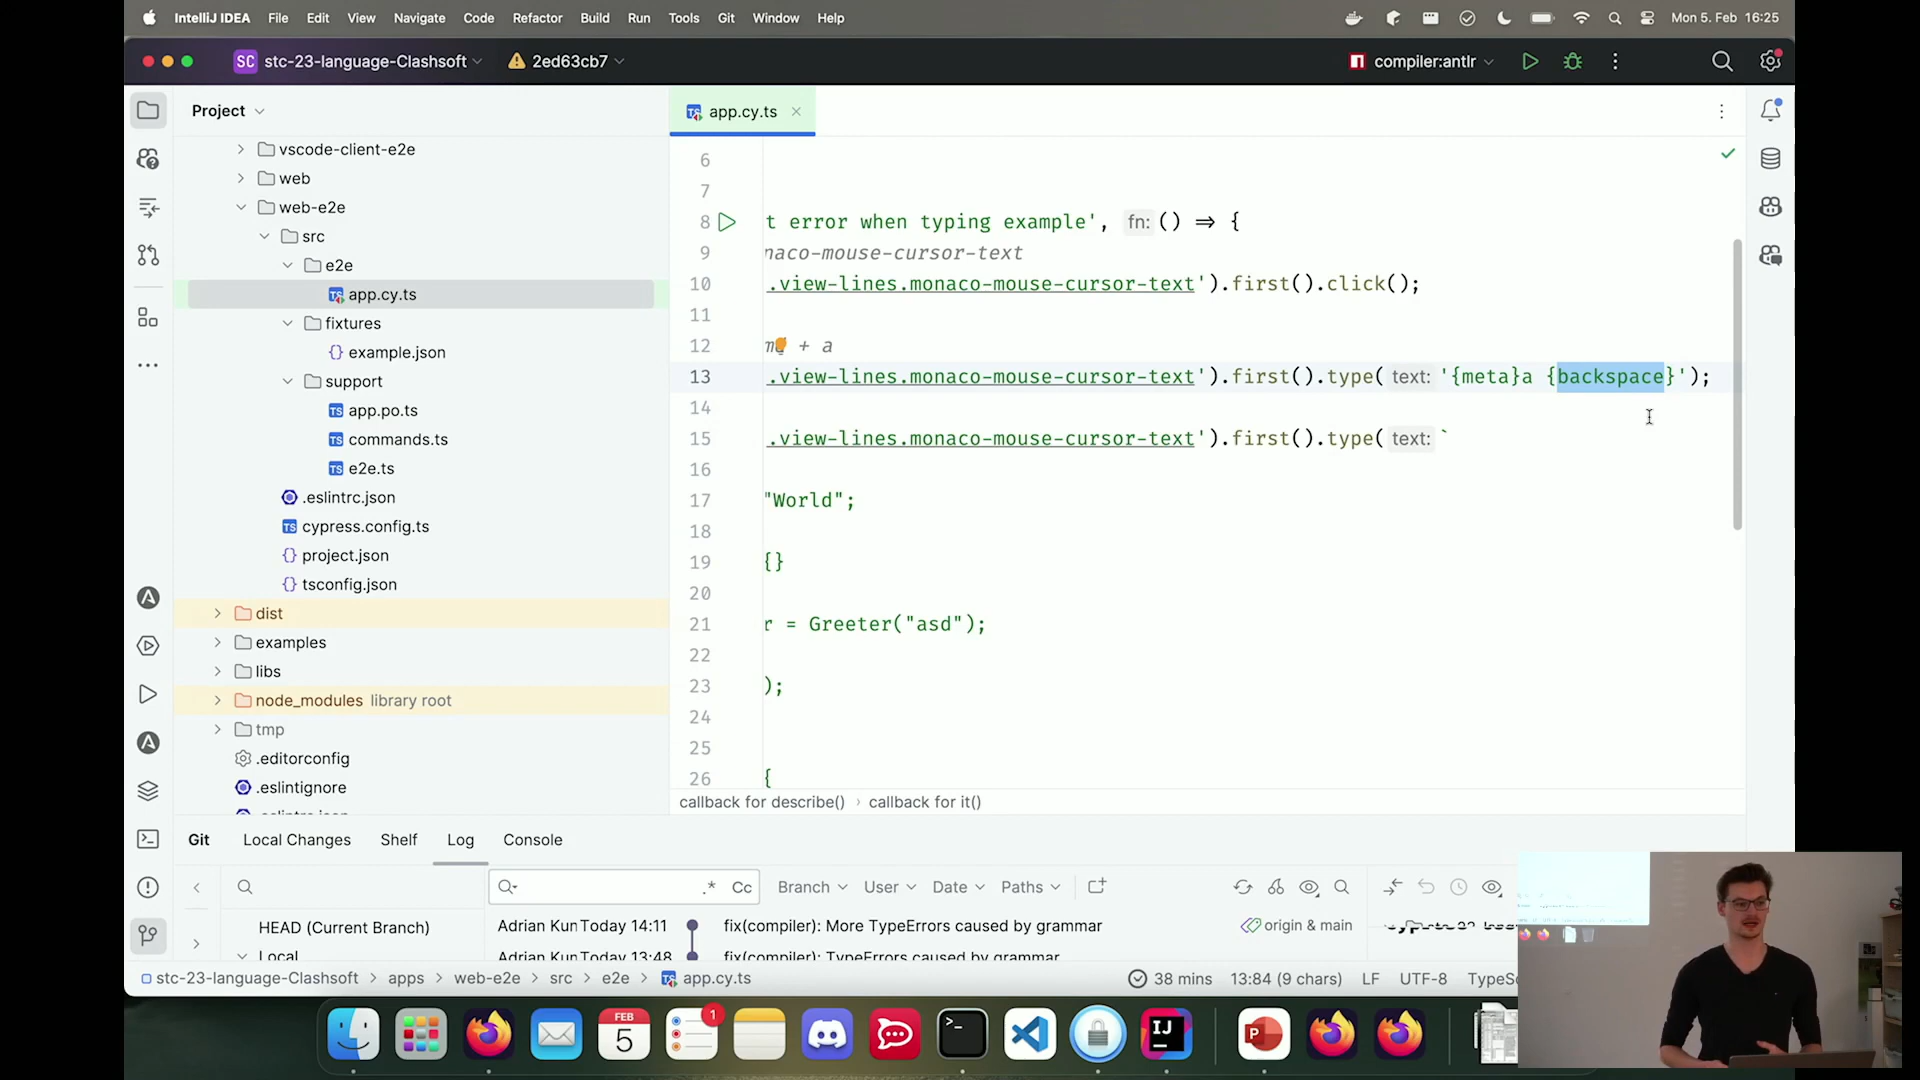 IntelliJ IDEA File Edit View Navigate Code Refactor Build Run Tools Git Window Help Mon 5. Feb 16:25
SC stc-23-language-Clashsoft 2ed63cb7 compiler:antlr
Project
app.cy.ts
vscode-client-e2e
web
web-e2e
src
e2e
app.cy.ts
fixtures
example.json
support
app.po.ts
commands.ts
e2e.ts
.eslintrc.json
cypress.config.ts
project.json
tsconfig.json
dist
examples
libs
node_modules library root
tmp
.editorconfig
.eslintignore
6
7
8 t error when typing example', fn: () => {
9 naco-mouse-cursor-text
10 .view-lines.monaco-mouse-cursor-text').first().click();
11
12 + a
13 .view-lines.monaco-mouse-cursor-text').first().type( text: '{meta}a {backspace}');
14
15 .view-lines.monaco-mouse-cursor-text').first().type( text: `
16
17 "World";
18
19 {}
20
21 r = Greeter("asd");
22
23 );
24
25
26 {
callback for describe() › callback for it()
Git Local Changes Shelf Log Console
.* Cc Branch User Date Paths
HEAD (Current Branch) Adrian Kun Today 14:11 fix(compiler): More TypeErrors caused by grammar origin & main
Local Adrian Kun Today 13:48 fix(compiler): TypeErrors caused by grammar
stc-23-language-Clashsoft › apps › web-e2e › src › e2e › app.cy.ts 38 mins 13:84 (9 chars) LF UTF-8 TypeSc
FEB
5
1
IJ
P